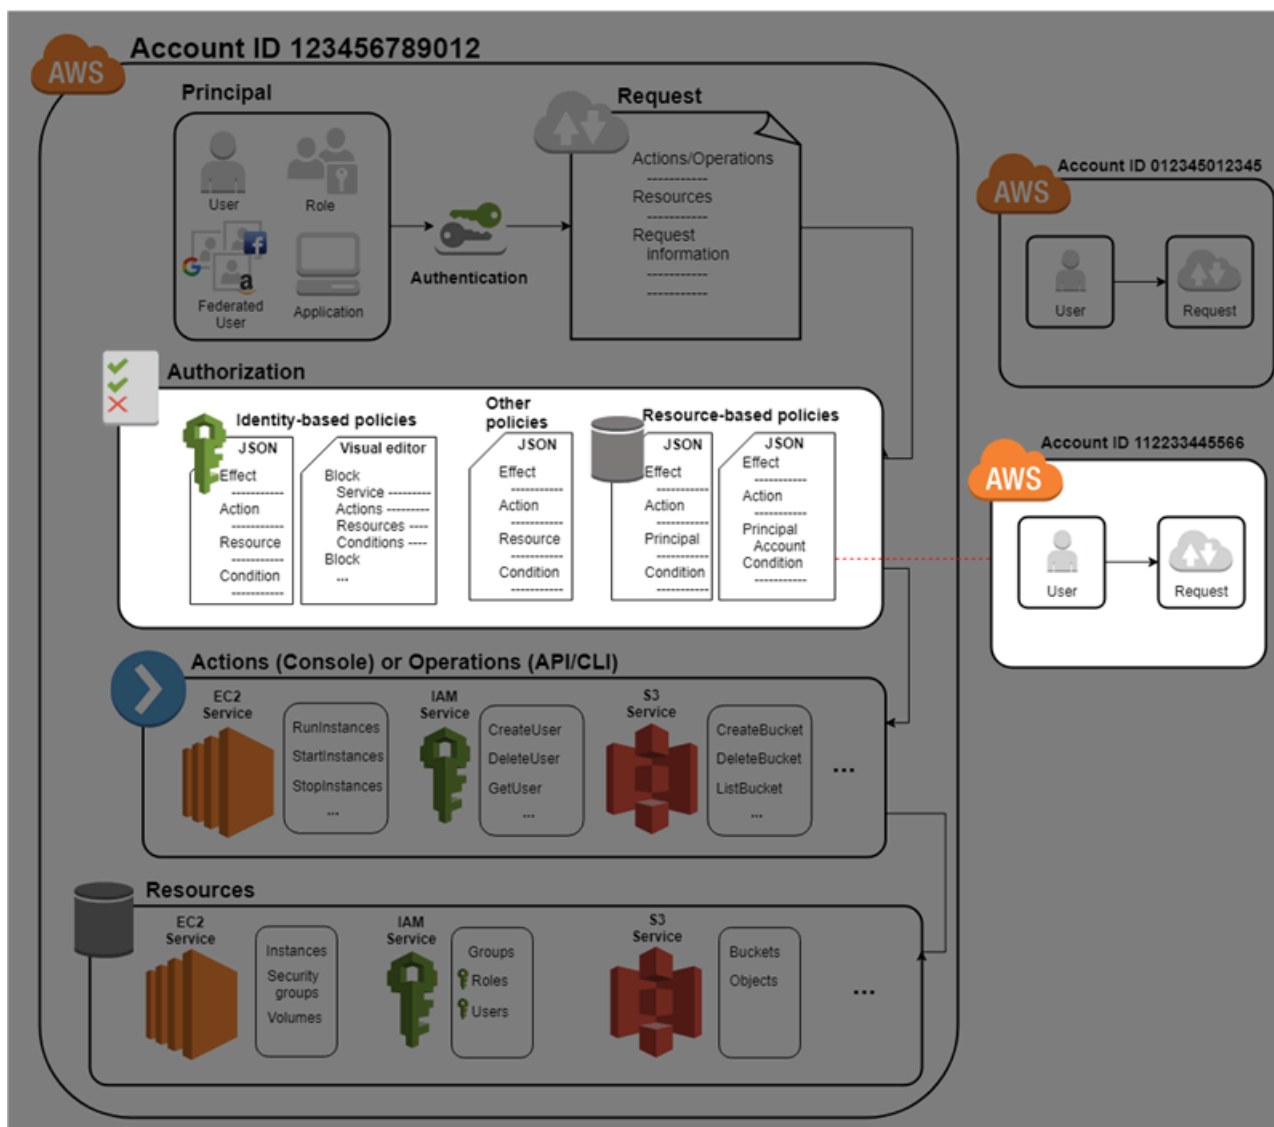 AWS
Account ID 123456789012
Principal
User
Role
Federated
User
Application
Authentication
Request
Actions/Operations
-----------
Resources
-----------
Request
information
-----------
-----------
AWS
Account ID 012345012345
User
Request
Authorization
Identity-based policies
JSON
Effect
-----------
Action
-----------
Resource
-----------
Condition
-----------
Visual editor
Block
Service ---------
Actions ---------
Resources ----
Conditions ----
Block
...
Other
policies
JSON
Effect
-----------
Action
-----------
Resource
-----------
Condition
-----------
Resource-based policies
JSON
Effect
-----------
Action
-----------
Principal
-----------
Condition
-----------
JSON
Effect
-----------
Action
-----------
Principal
Account
Condition
-----------
AWS
Account ID 112233445566
User
Request
Actions (Console) or Operations (API/CLI)
EC2
Service
RunInstances
StartInstances
StopInstances
...
IAM
Service
CreateUser
DeleteUser
GetUser
...
S3
Service
CreateBucket
DeleteBucket
ListBucket
...
...
Resources
EC2
Service
Instances
Security
groups
Volumes
IAM
Service
Groups
Roles
Users
S3
Service
Buckets
Objects
...